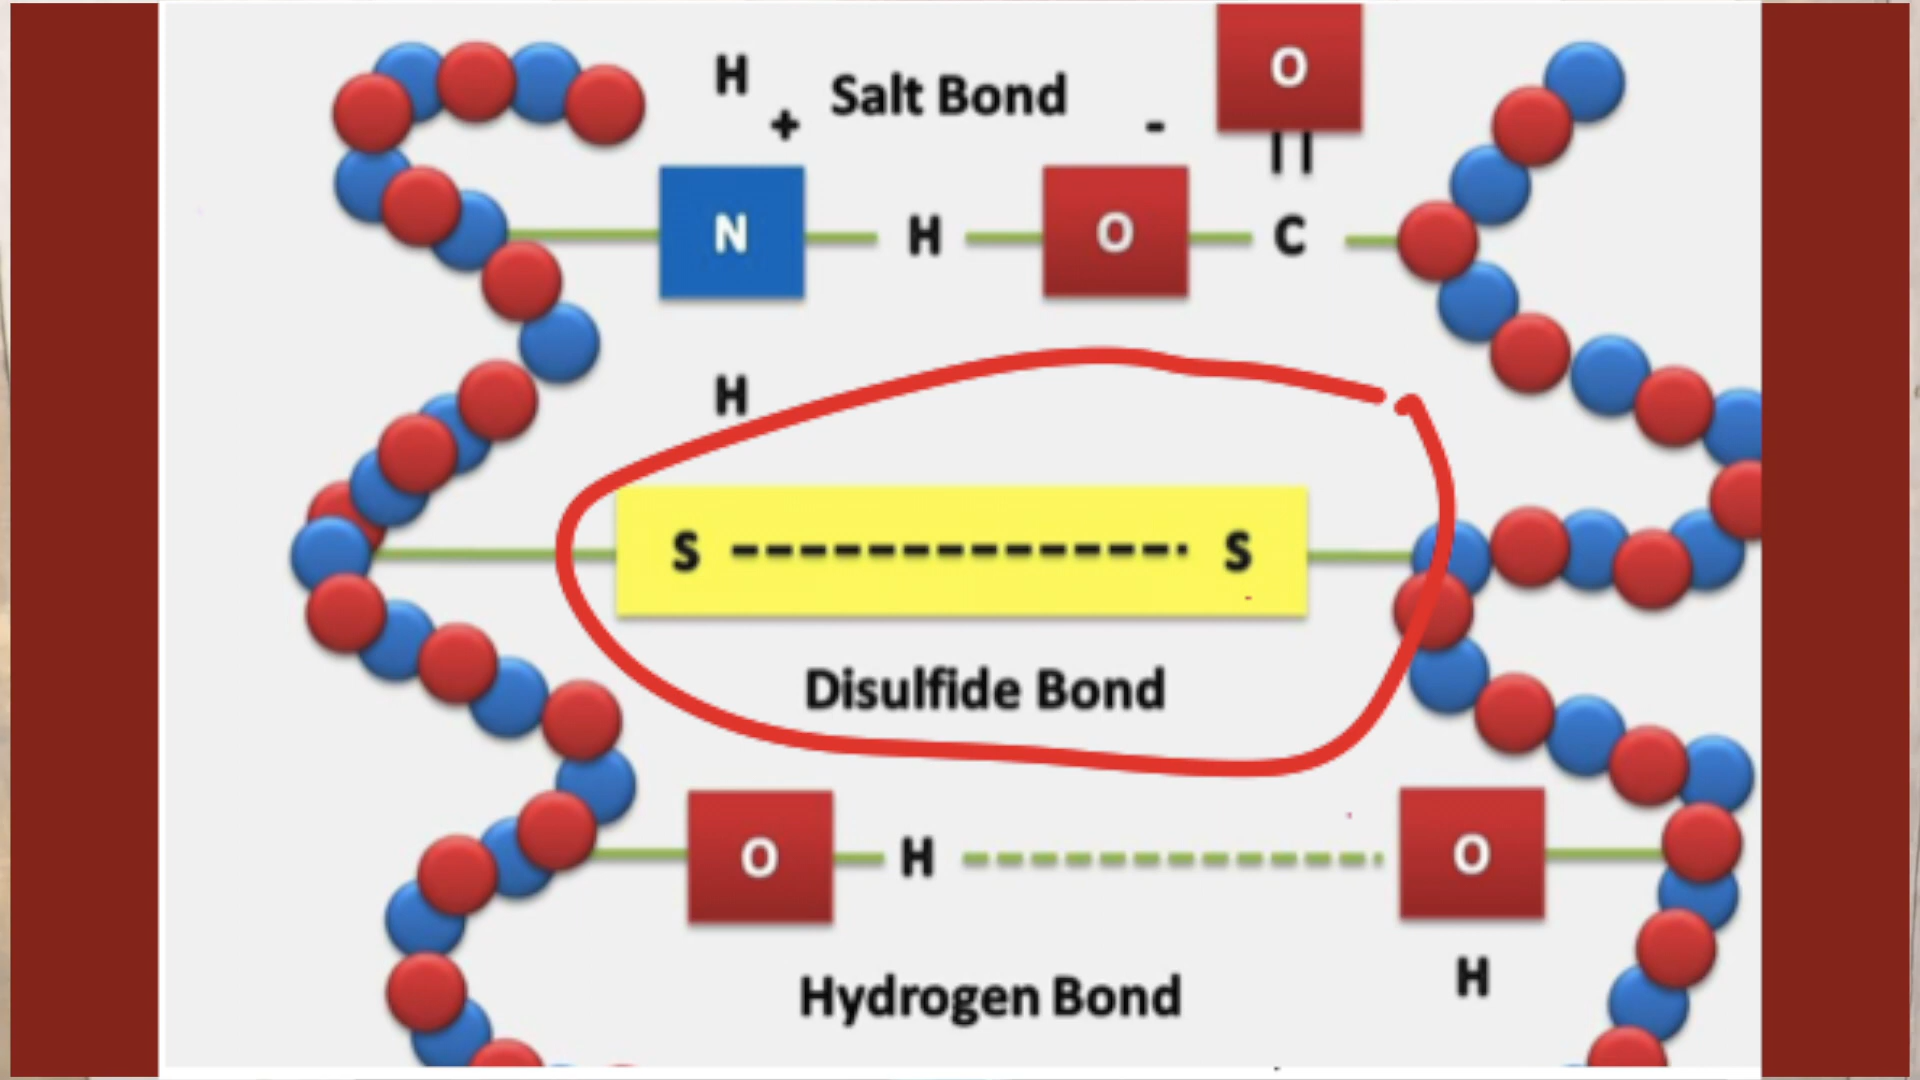 H
O
+ Salt Bond -
N H O C
H
S S
Disulfide Bond
O H O
H
Hydrogen Bond